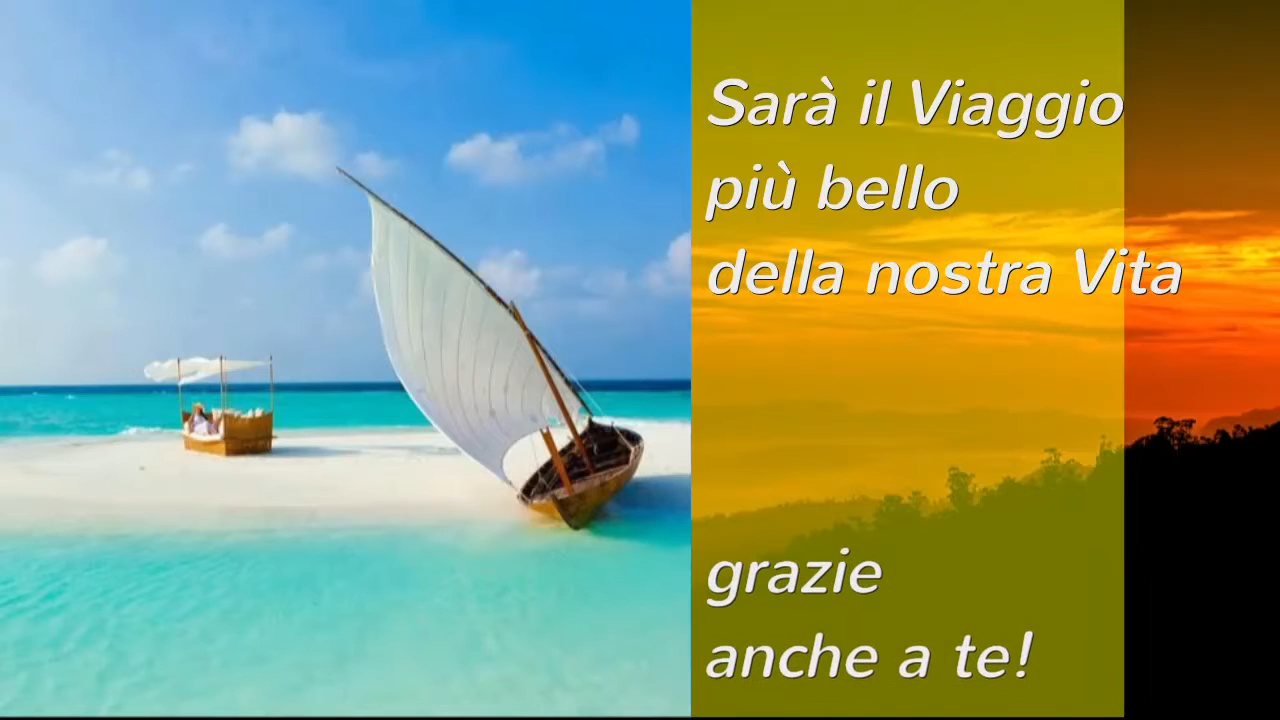 Sarà il Viaggio
più bello
della nostra Vita
grazie
anche a te!